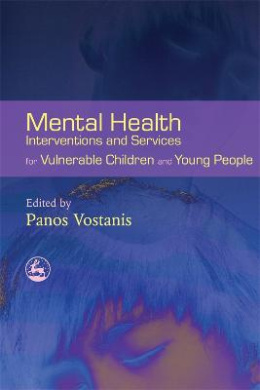 Mental Health
Interventions and Services
for Vulnerable Children and Young People
Edited by
Panos Vostanis